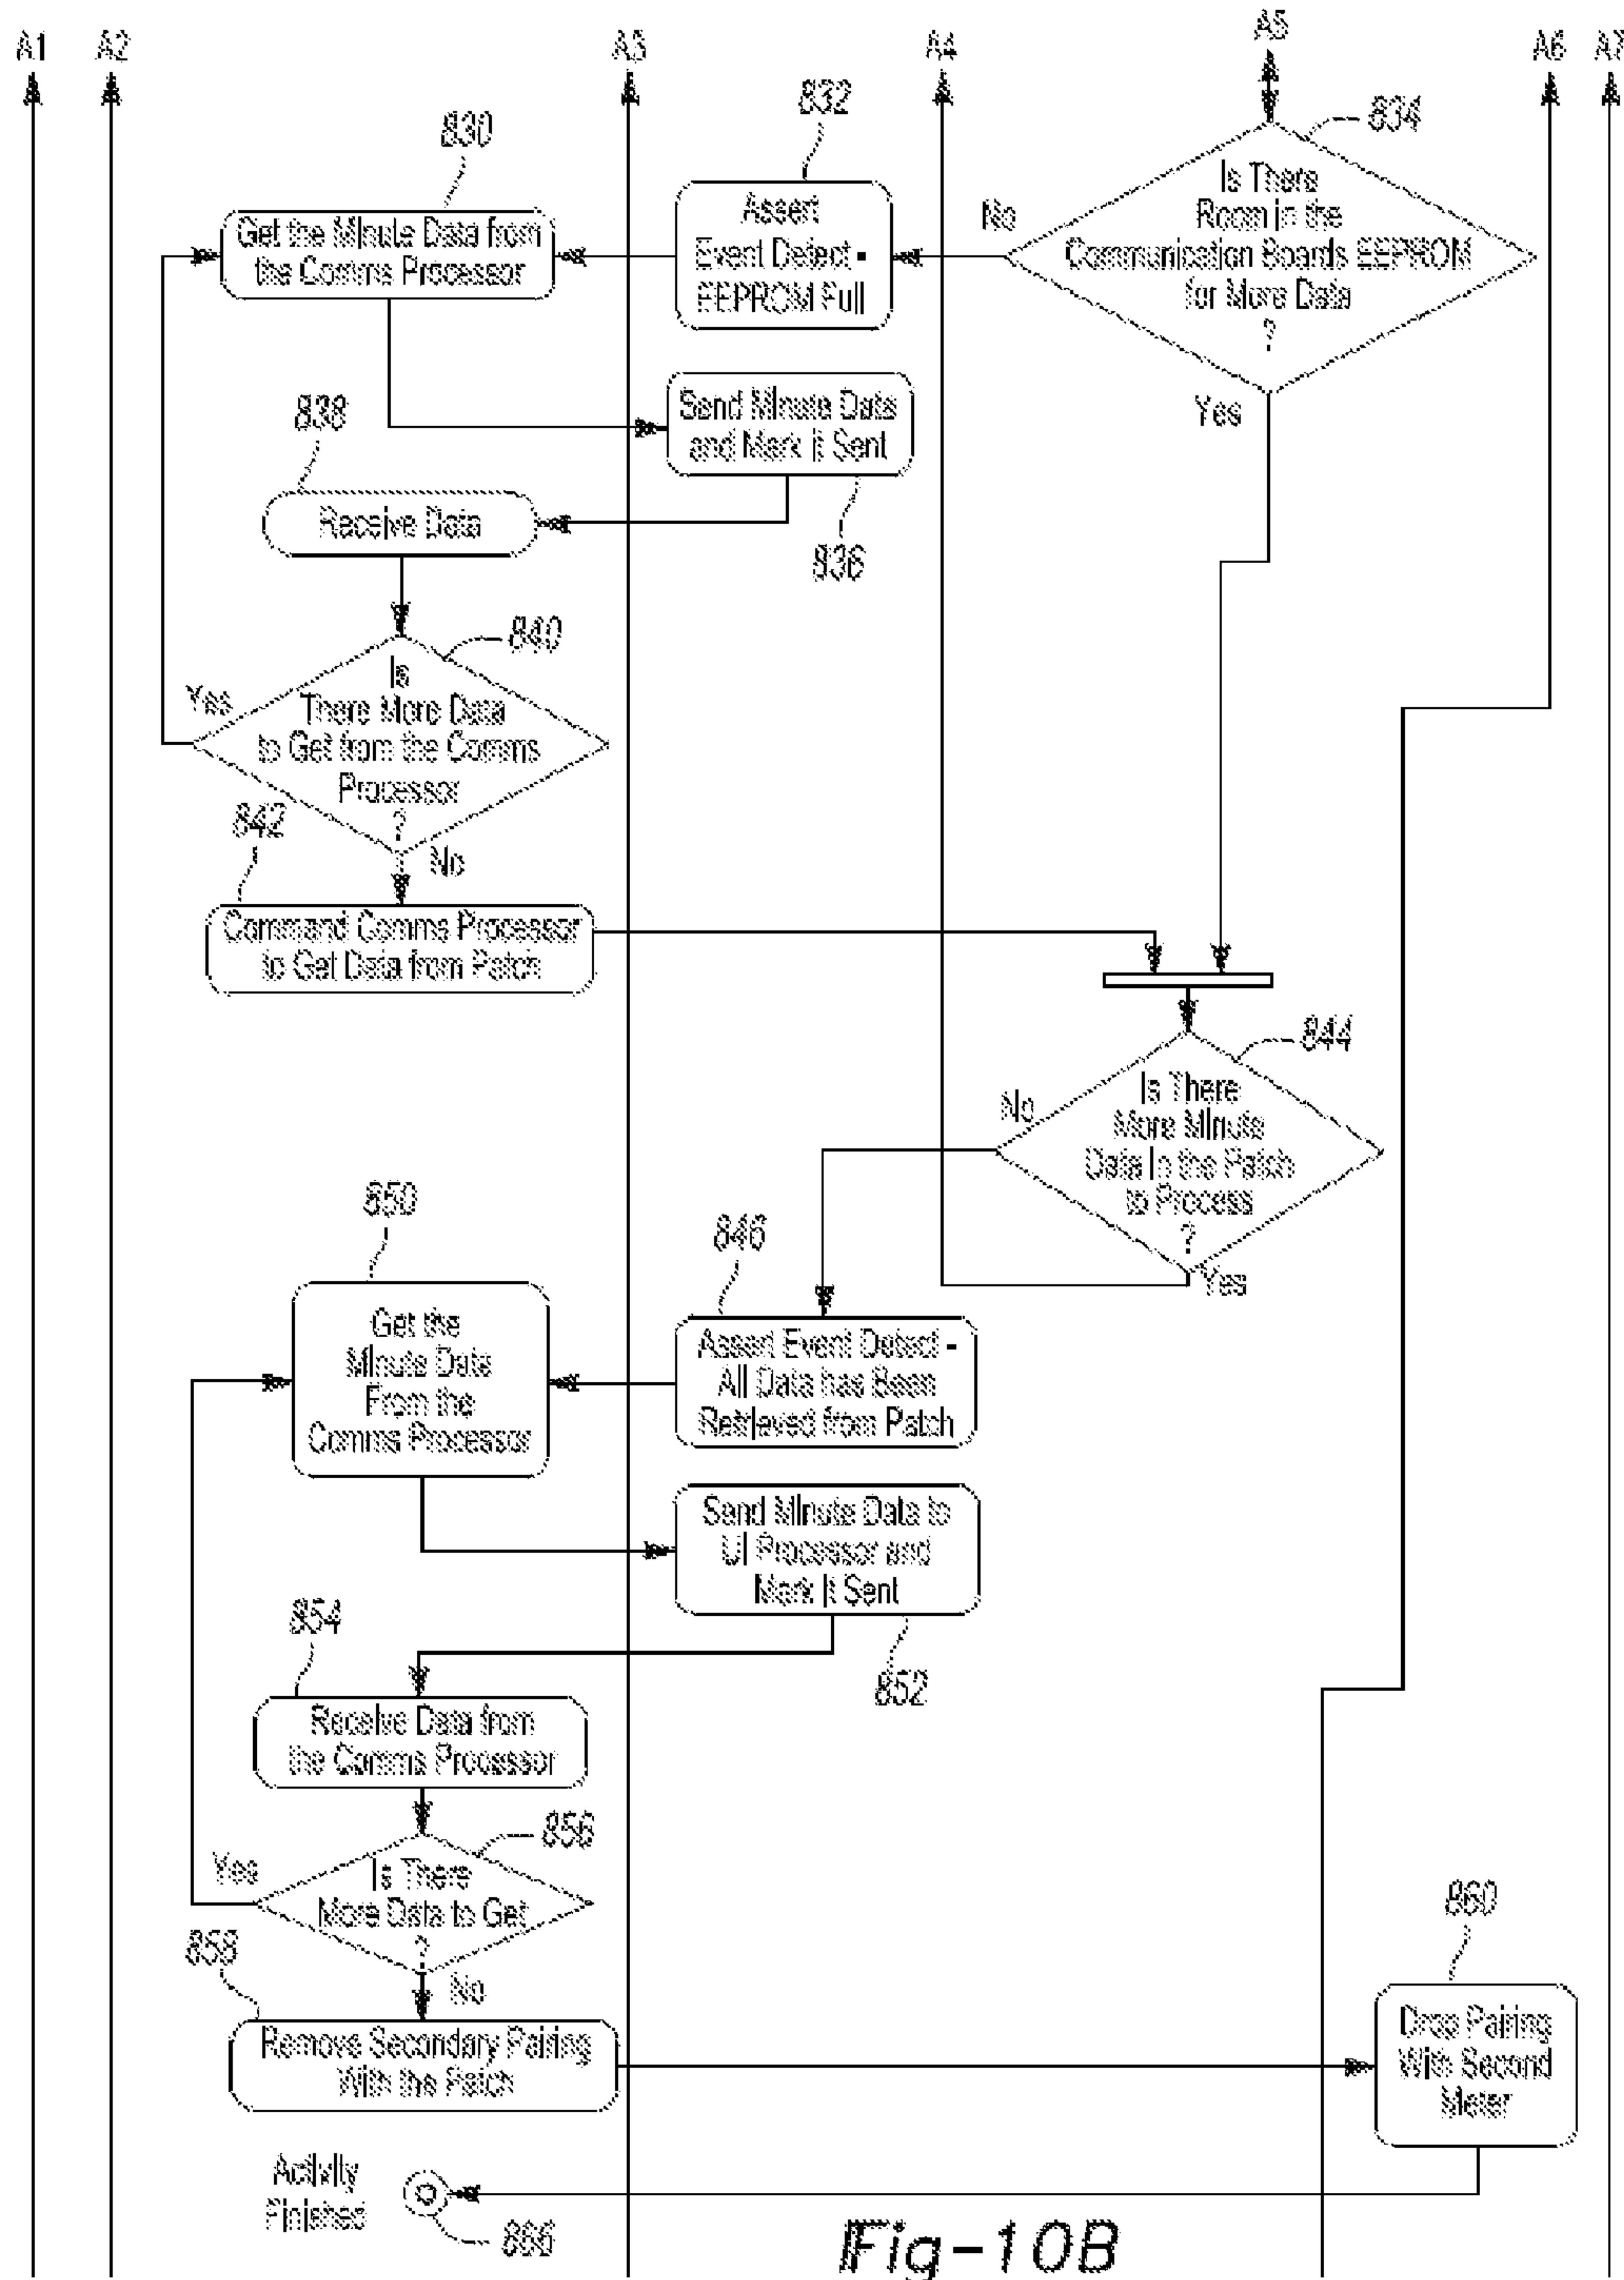 A1
A2
A3
A4
A5
A6
A7
830
832
834
Get the Minute Data from
the Comms Processor
Assert
Event Detect -
EEPROM Full
No
Is There
Room in the
Communication Boards EEPROM
for More Data
?
Yes
Send Minute Data
and Mark it Sent
836
838
Receive Data
840
Is
There More Data
to Get from the Comms
Processor
?
Yes
No
842
Command Comms Processor
to Get Data from Patch
844
Is There
More Minute
Data In the Patch
to Process
?
No
Yes
846
Assert Event Detect -
All Data has Been
Retrieved from Patch
850
Get the
Minute Data
From the
Comms Processor
Send Minute Data to
UI Processor and
Mark It Sent
852
854
Receive Data from
the Comms Processor
856
Is There
More Data to Get
?
Yes
No
858
Remove Secondary Pairing
With the Patch
860
Drop Pairing
With Second
Meter
Activity
Finished
866
Fig-10B